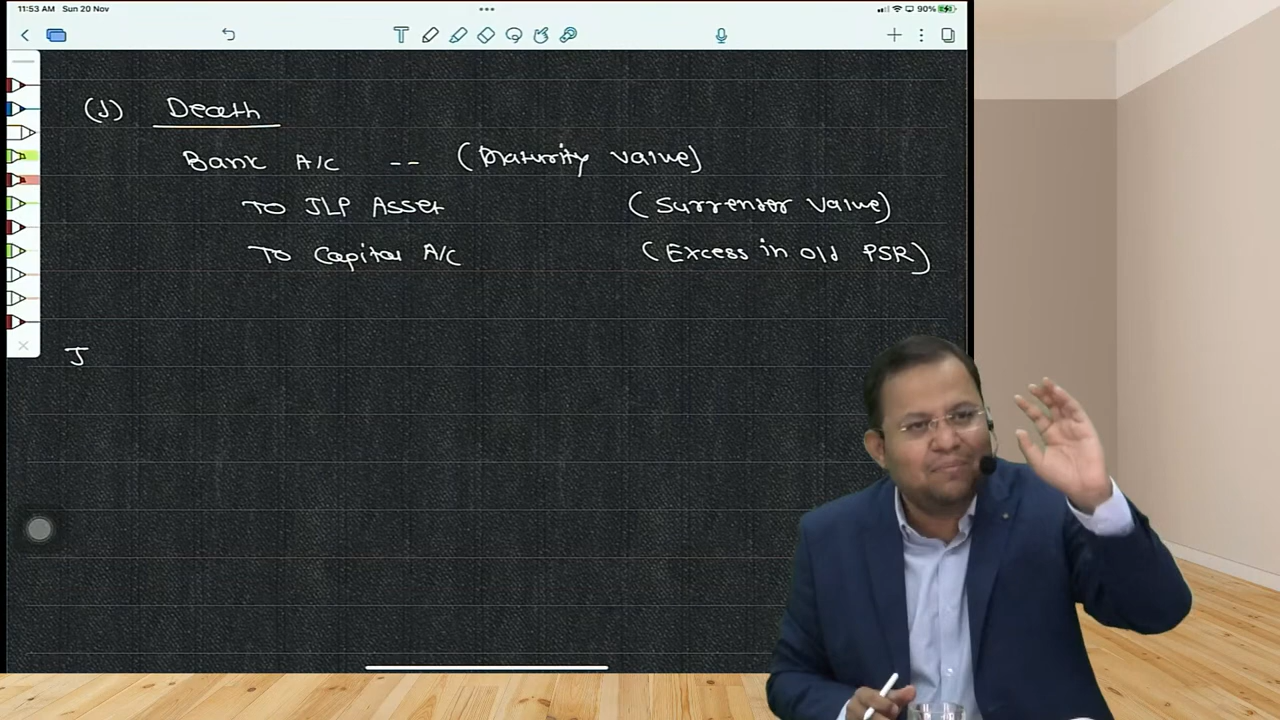 11:53 AM Sun 20 Nov
90%
(J) Death
Bank A/C -- (Maturity value)
To JLP Asset (Surrender value)
To Capital A/C (Excess in old PSR)
J